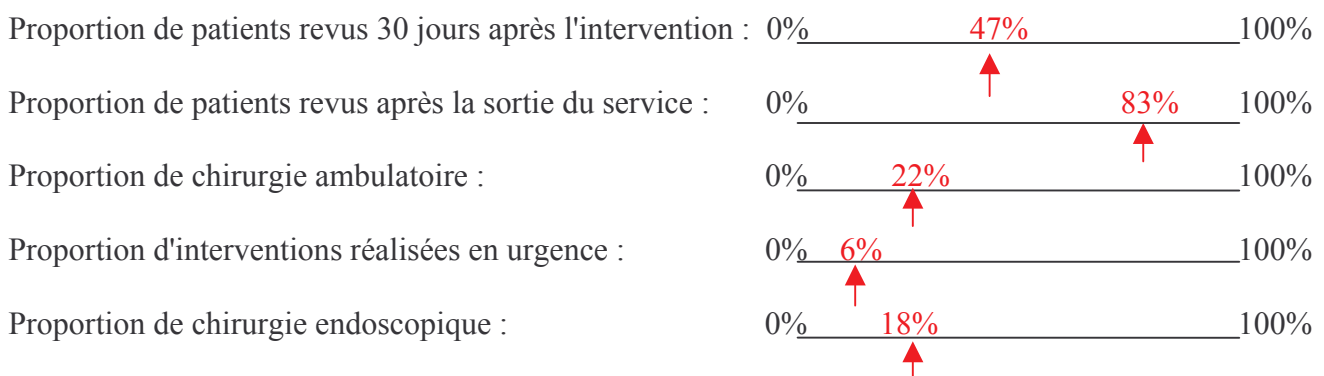 Proportion de patients revus 30 jours après l'intervention : 0% 47% 100%
Proportion de patients revus après la sortie du service : 0% 83% 100%
Proportion de chirurgie ambulatoire : 0% 22% 100%
Proportion d'interventions réalisées en urgence : 0% 6% 100%
Proportion de chirurgie endoscopique : 0% 18% 100%